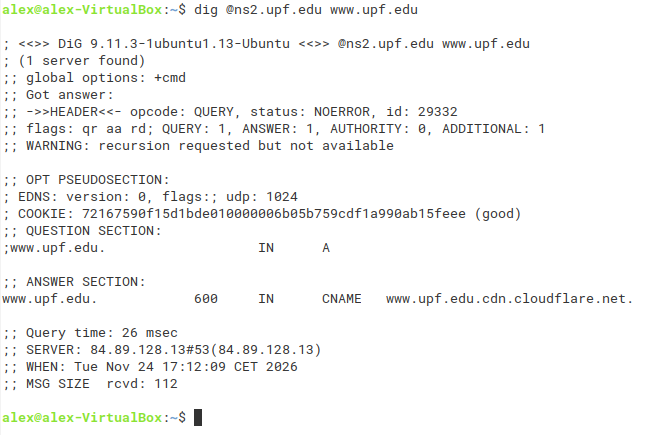 alex@alex-VirtualBox:~$ dig @ns2.upf.edu www.upf.edu
; <<>> DiG 9.11.3-1ubuntu1.13-Ubuntu <<>> @ns2.upf.edu www.upf.edu
; (1 server found)
;; global options: +cmd
;; Got answer:
;; ->>HEADER<<- opcode: QUERY, status: NOERROR, id: 29332
;; flags: qr aa rd; QUERY: 1, ANSWER: 1, AUTHORITY: 0, ADDITIONAL: 1
;; WARNING: recursion requested but not available
;; OPT PSEUDOSECTION:
; EDNS: version: 0, flags:; udp: 1024
; COOKIE: 72167590f15d1bde010000006b05b759cdf1a990ab15feee (good)
;; QUESTION SECTION:
;www.upf.edu. IN A
;; ANSWER SECTION:
www.upf.edu. 600 IN CNAME www.upf.edu.cdn.cloudflare.net.
;; Query time: 26 msec
;; SERVER: 84.89.128.13#53(84.89.128.13)
;; WHEN: Tue Nov 24 17:12:09 CET 2026
;; MSG SIZE rcvd: 112
alex@alex-VirtualBox:~$